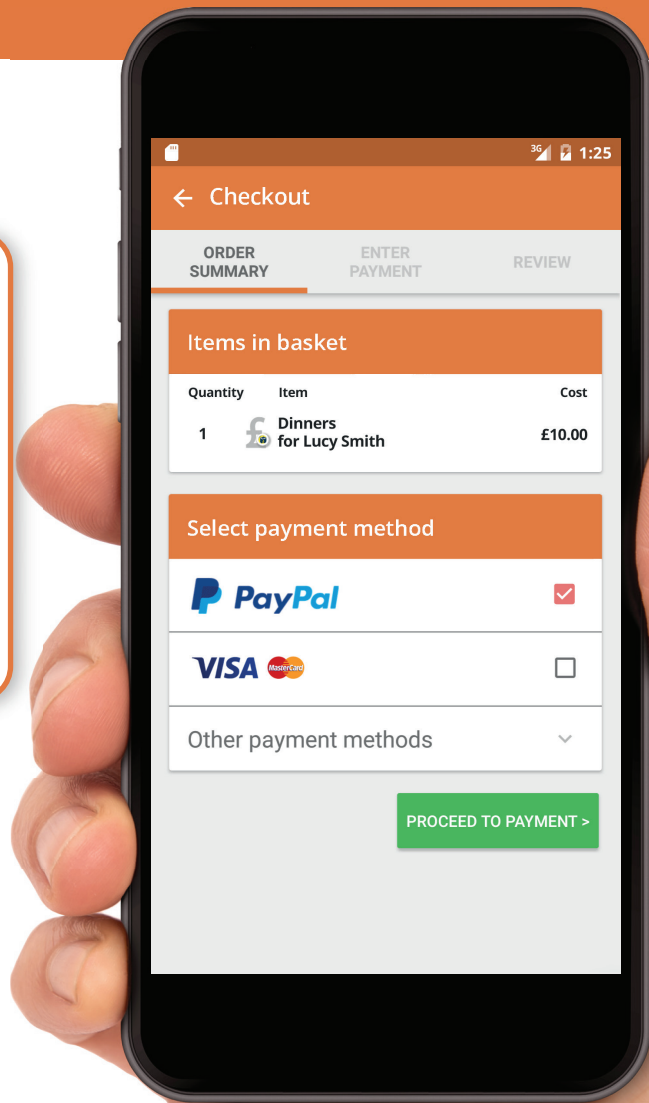 3G 1:25
Checkout
ORDER SUMMARY
ENTER PAYMENT
REVIEW
Items in basket
Quantity Item Cost
1 £ Dinners £10.00
for Lucy Smith
Select payment method
PayPal
VISA MasterCard
Other payment methods
PROCEED TO PAYMENT >